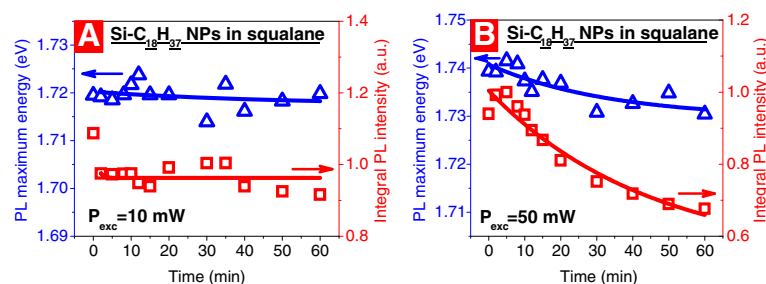 A
Si-C18H37 NPs in squalane
PL maximum energy (eV)
1.73
1.72
1.71
1.70
1.69
Integral PL intensity (a.u.)
1.4
1.2
1.0
0.8
Pexc=10 mW
0 10 20 30 40 50 60
Time (min)
B
Si-C18H37 NPs in squalane
PL maximum energy (eV)
1.75
1.74
1.73
1.72
1.71
Integral PL intensity (a.u.)
1.2
1.0
0.8
0.6
Pexc=50 mW
0 10 20 30 40 50 60
Time (min)